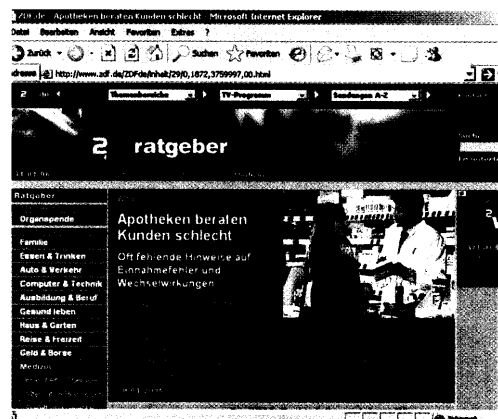 ZDF.de - Apotheken beraten Kunden schlecht - Microsoft Internet Explorer
Datei Bearbeiten Ansicht Favoriten Extras ?
Zurück Suchen Favoriten
http://www.zdf.de/ZDFde/inhalt/29/0,1872,3759997,00.html
Themenbereiche TV-Programm Sendungen A-Z
2 ratgeber
Ratgeber
Organspende
Familie
Essen & Trinken
Auto & Verkehr
Computer & Technik
Ausbildung & Beruf
Gesund leben
Haus & Garten
Reise & Freizeit
Geld & Börse
Medizin
Apotheken beraten
Kunden schlecht
Oft fehlende Hinweise auf
Einnahmefehler und
Wechselwirkungen